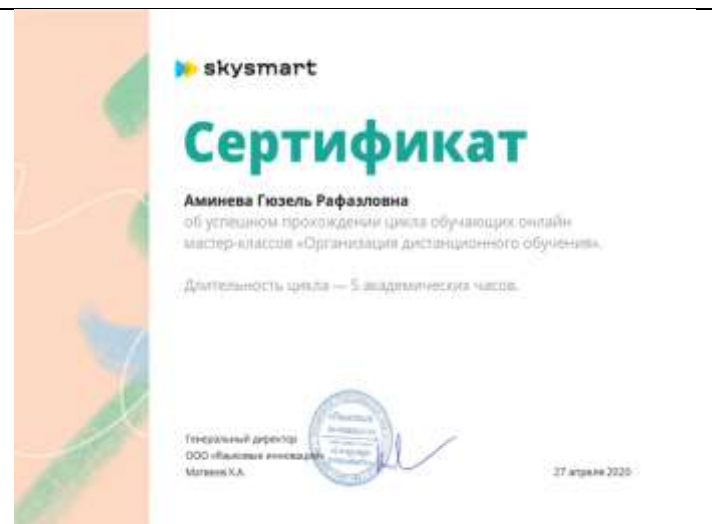 skysmart
Сертификат
Аминева Гюзель Рафазловна
об успешном прохождении цикла обучающих онлайн
мастер-классов «Организация дистанционного обучения».
Длительность цикла — 5 академических часов.
Генеральный директор
ООО «Языковые инновации»
Матвеев Х.А.
27 апреля 2020